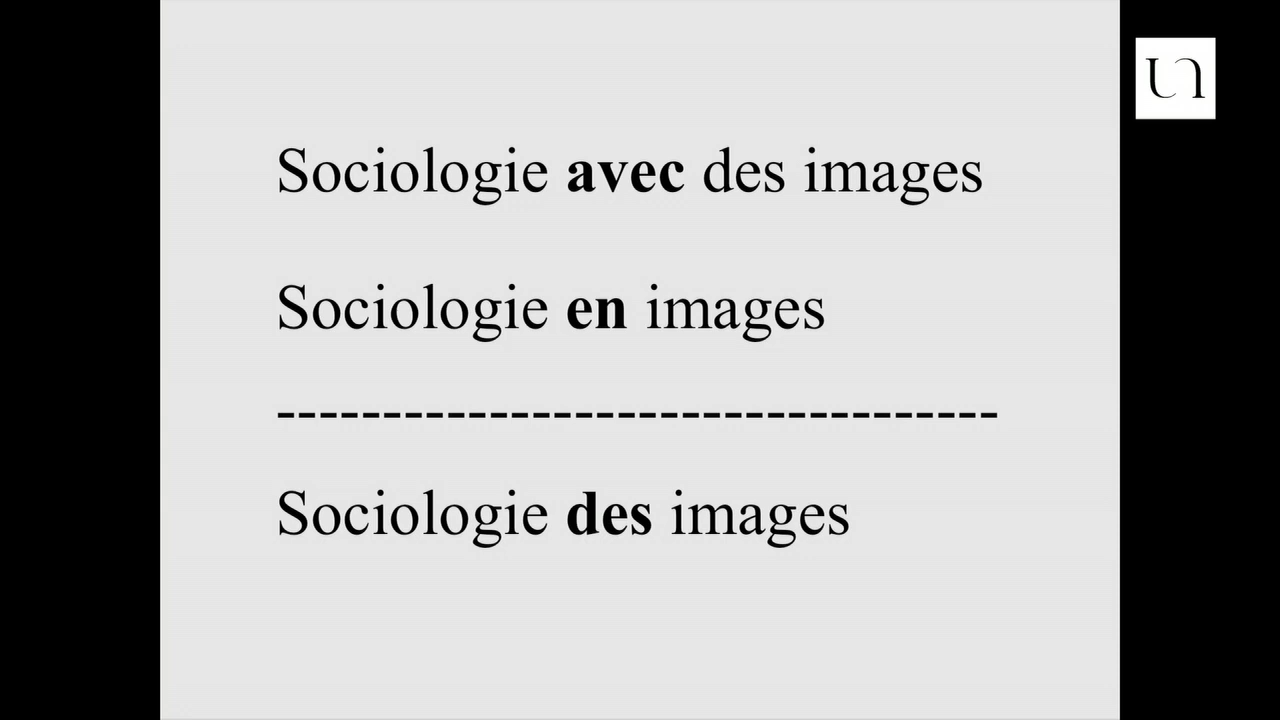 Sociologie avec des images
Sociologie en images
-----------------------------------
Sociologie des images